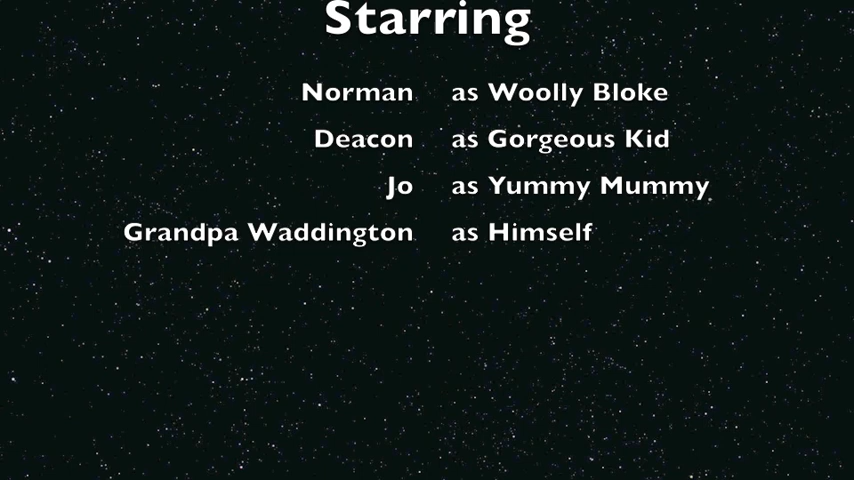 Starring
Norman as Woolly Bloke
Deacon as Gorgeous Kid
Jo as Yummy Mummy
Grandpa Waddington as Himself